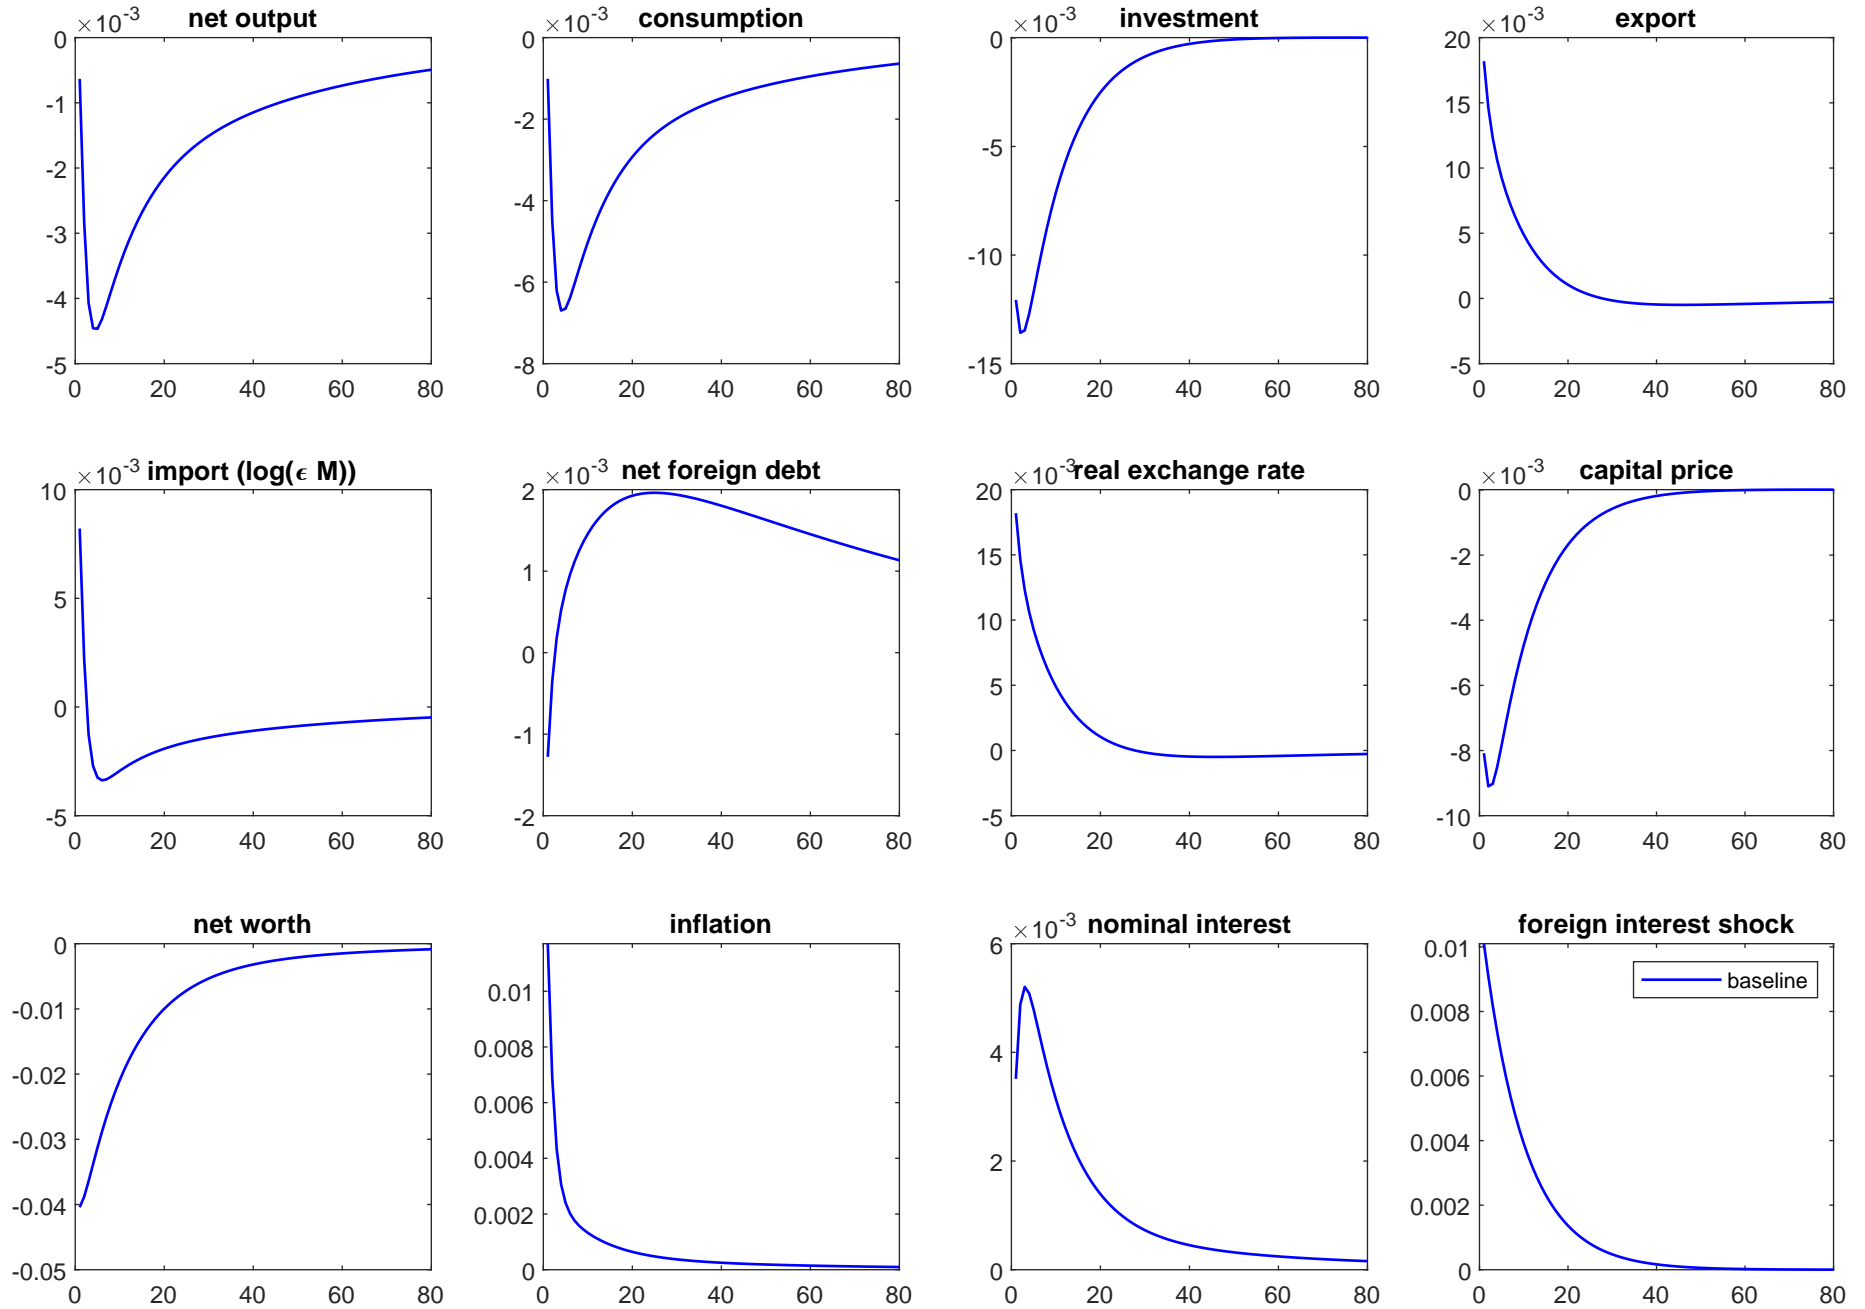 net output
×10-3
0
-1
-2
-3
-4
-5
0 20 40 60 80
consumption
×10-3
0
-2
-4
-6
-8
0 20 40 60 80
investment
×10-3
0
-5
-10
-15
0 20 40 60 80
export
×10-3
20
15
10
5
0
-5
0 20 40 60 80
import (log(ϵ M))
×10-3
10
5
0
-5
0 20 40 60 80
net foreign debt
×10-3
2
1
0
-1
-2
0 20 40 60 80
real exchange rate
×10-3
20
15
10
5
0
-5
0 20 40 60 80
capital price
×10-3
0
-2
-4
-6
-8
-10
0 20 40 60 80
net worth
0
-0.01
-0.02
-0.03
-0.04
-0.05
0 20 40 60 80
inflation
0.01
0.008
0.006
0.004
0.002
0
0 20 40 60 80
nominal interest
×10-3
6
4
2
0
0 20 40 60 80
foreign interest shock
baseline
0.01
0.008
0.006
0.004
0.002
0
0 20 40 60 80